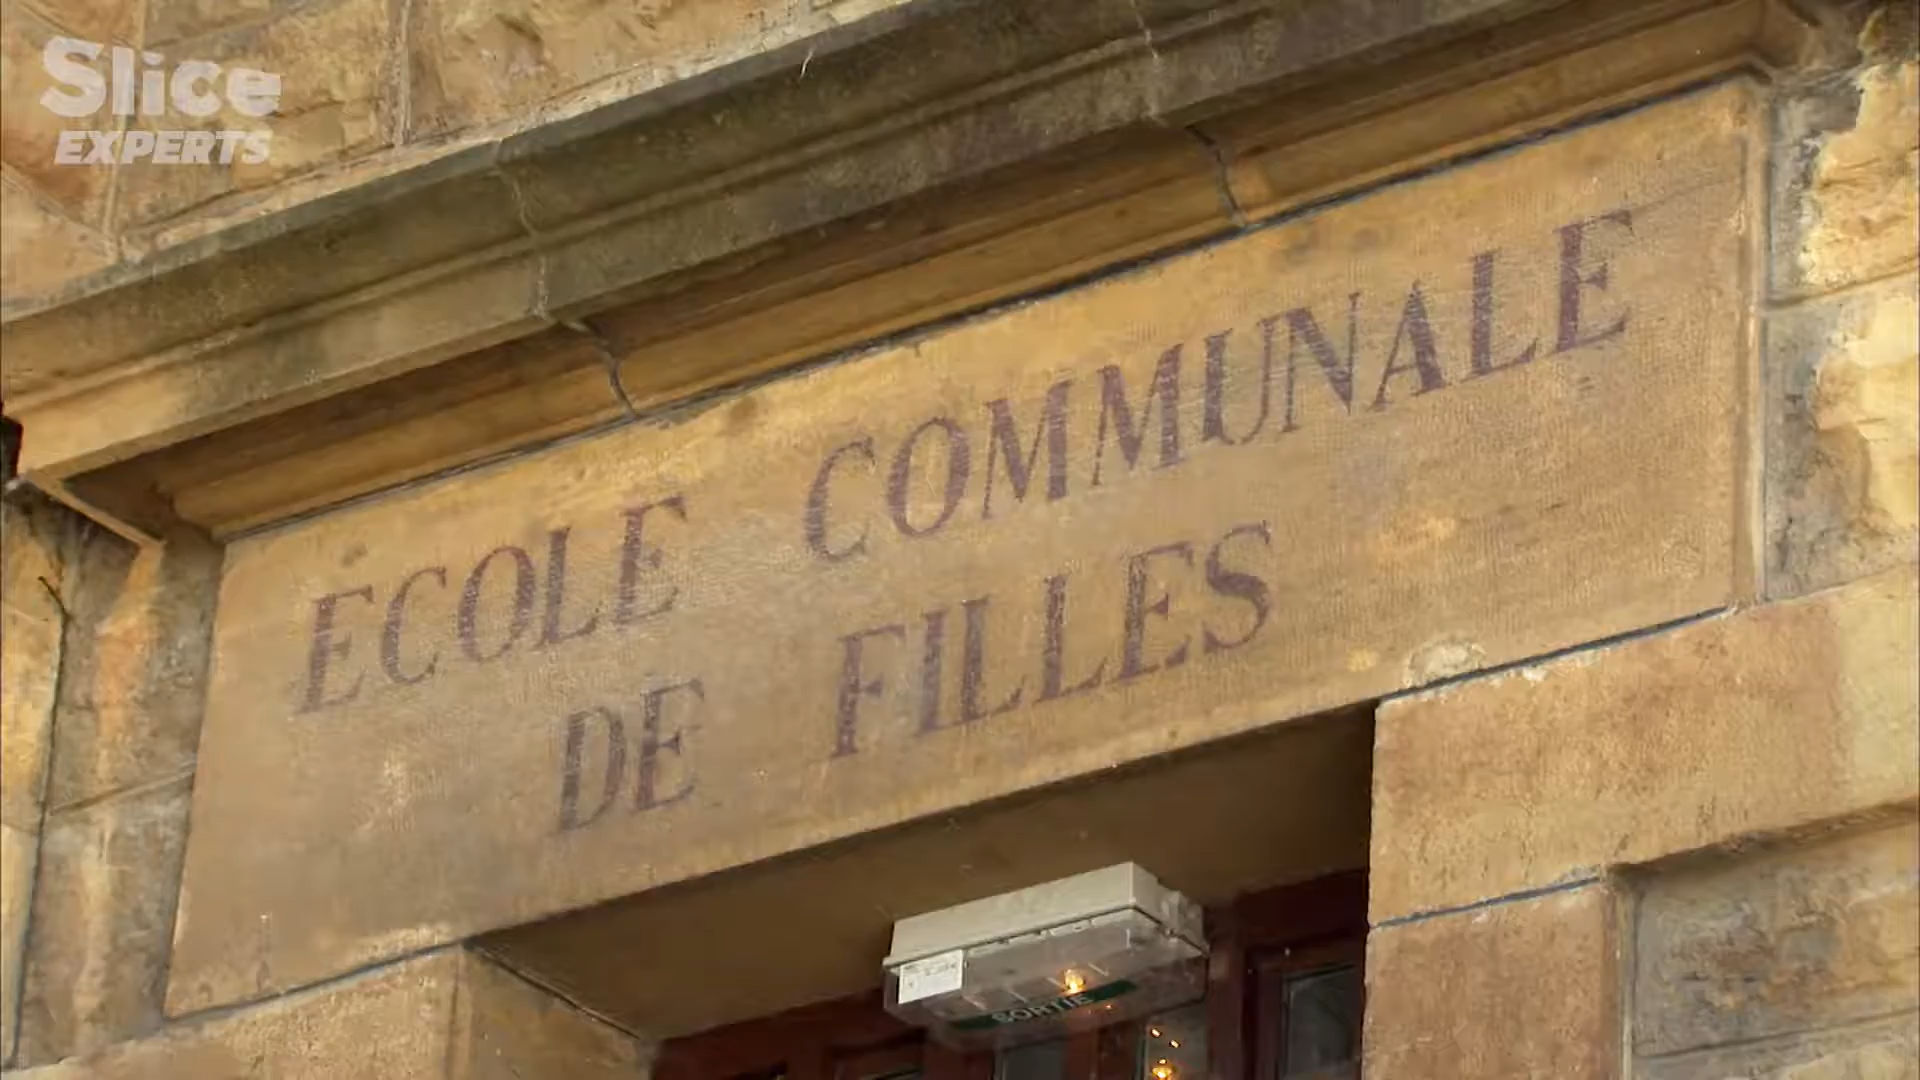 Slice
EXPERTS
ECOLE COMMUNALE
DE FILLES
SORTIE